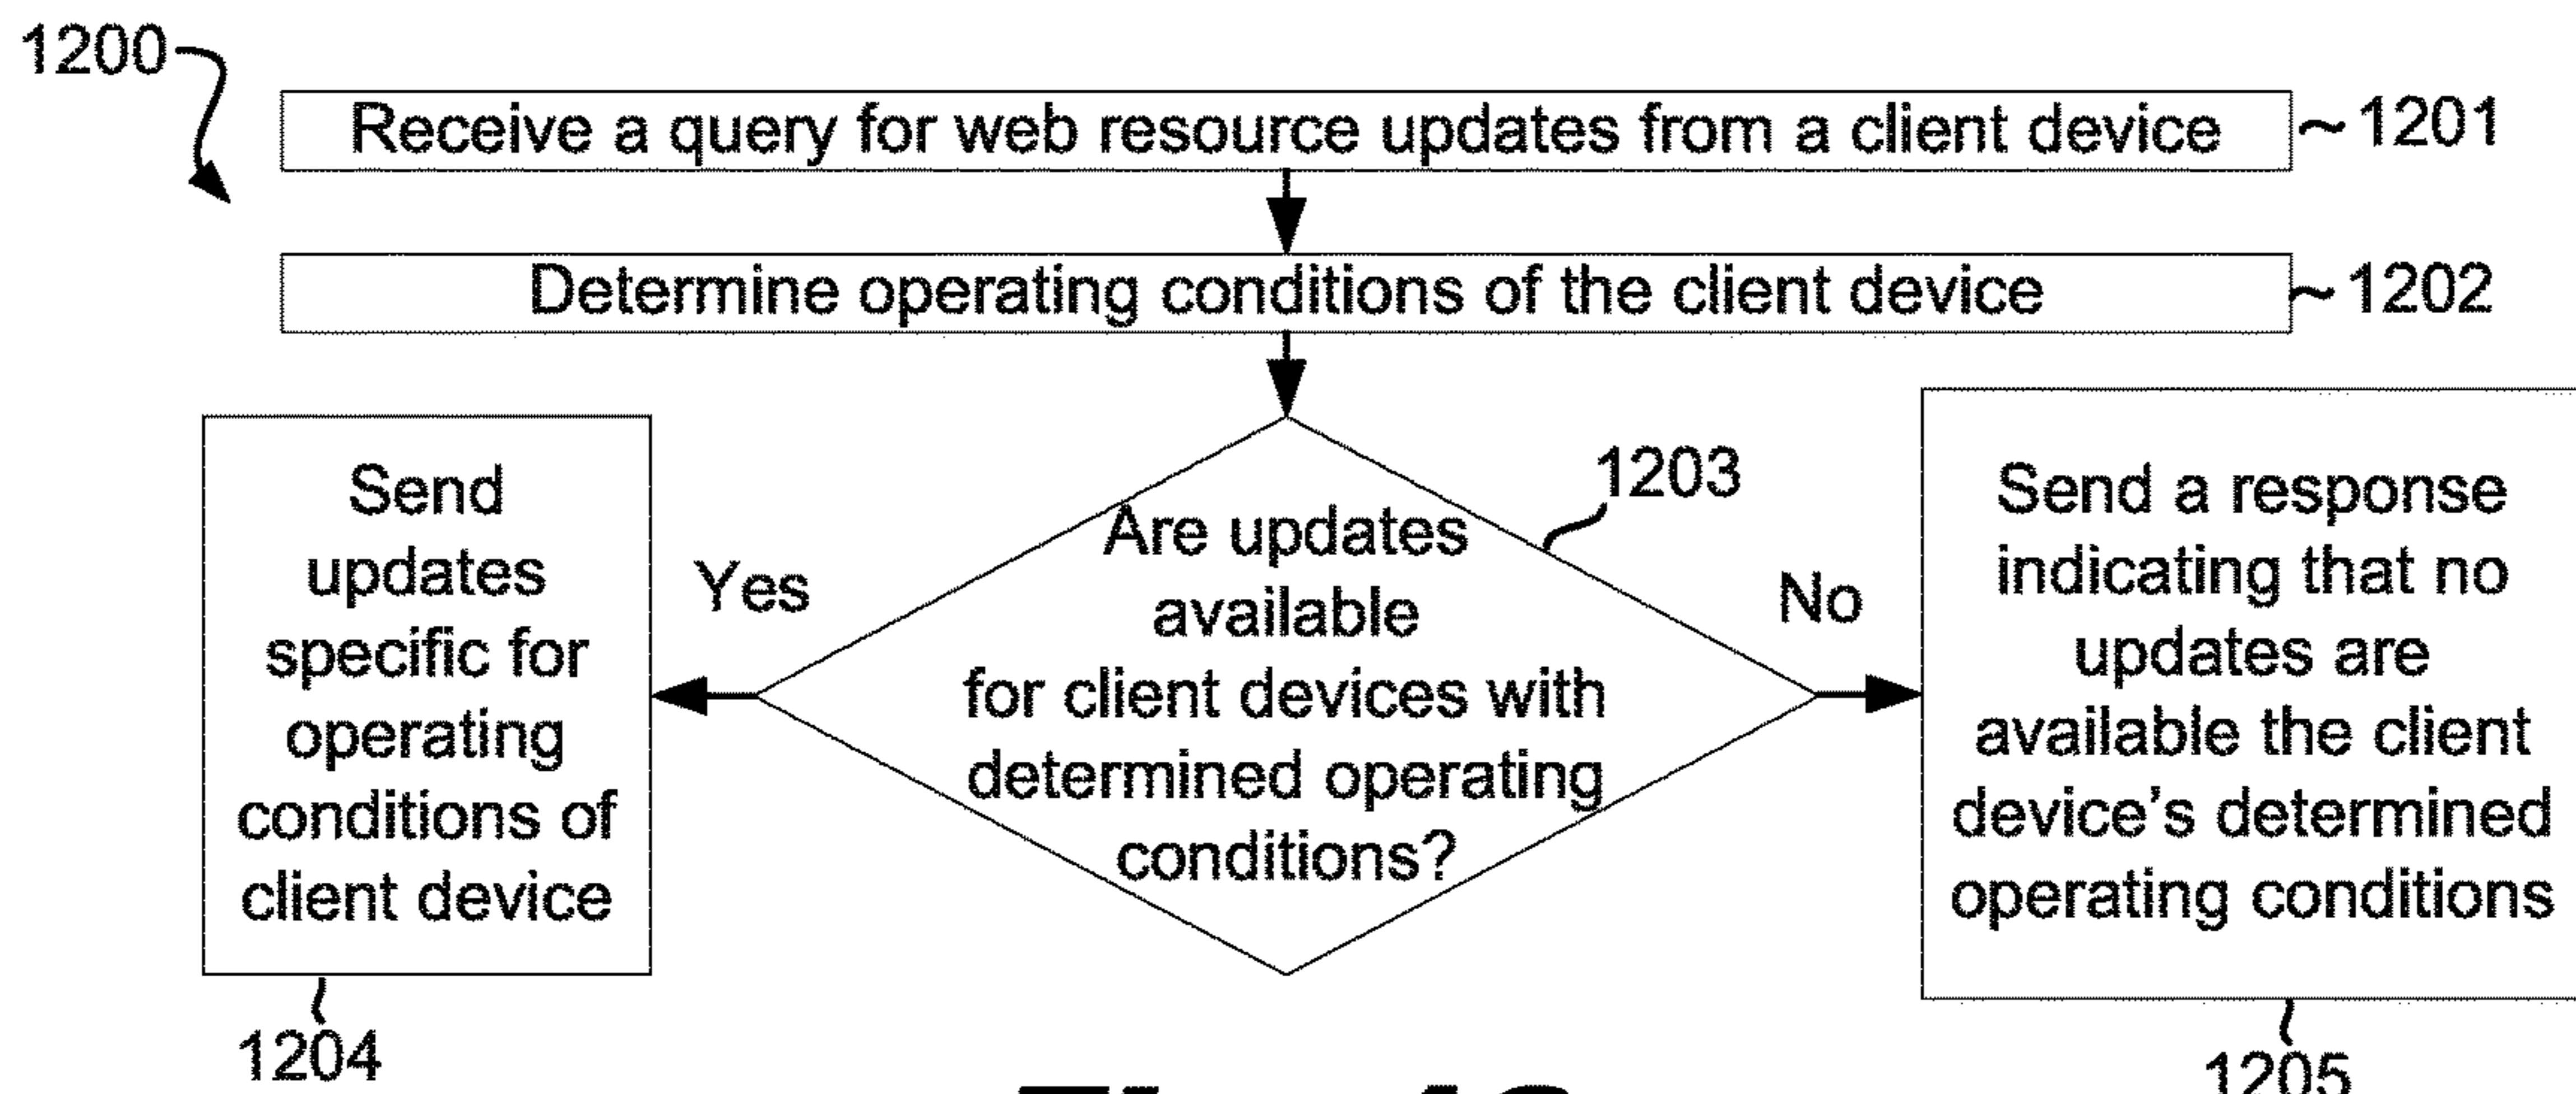 1200
Receive a query for web resource updates from a client device
~1201
Determine operating conditions of the client device
~1202
Send
updates
specific for
operating
conditions of
client device
1204
Yes
Are updates
available
for client devices with
determined operating
conditions?
1203
No
Send a response
indicating that no
updates are
available the client
device's determined
operating conditions
1205